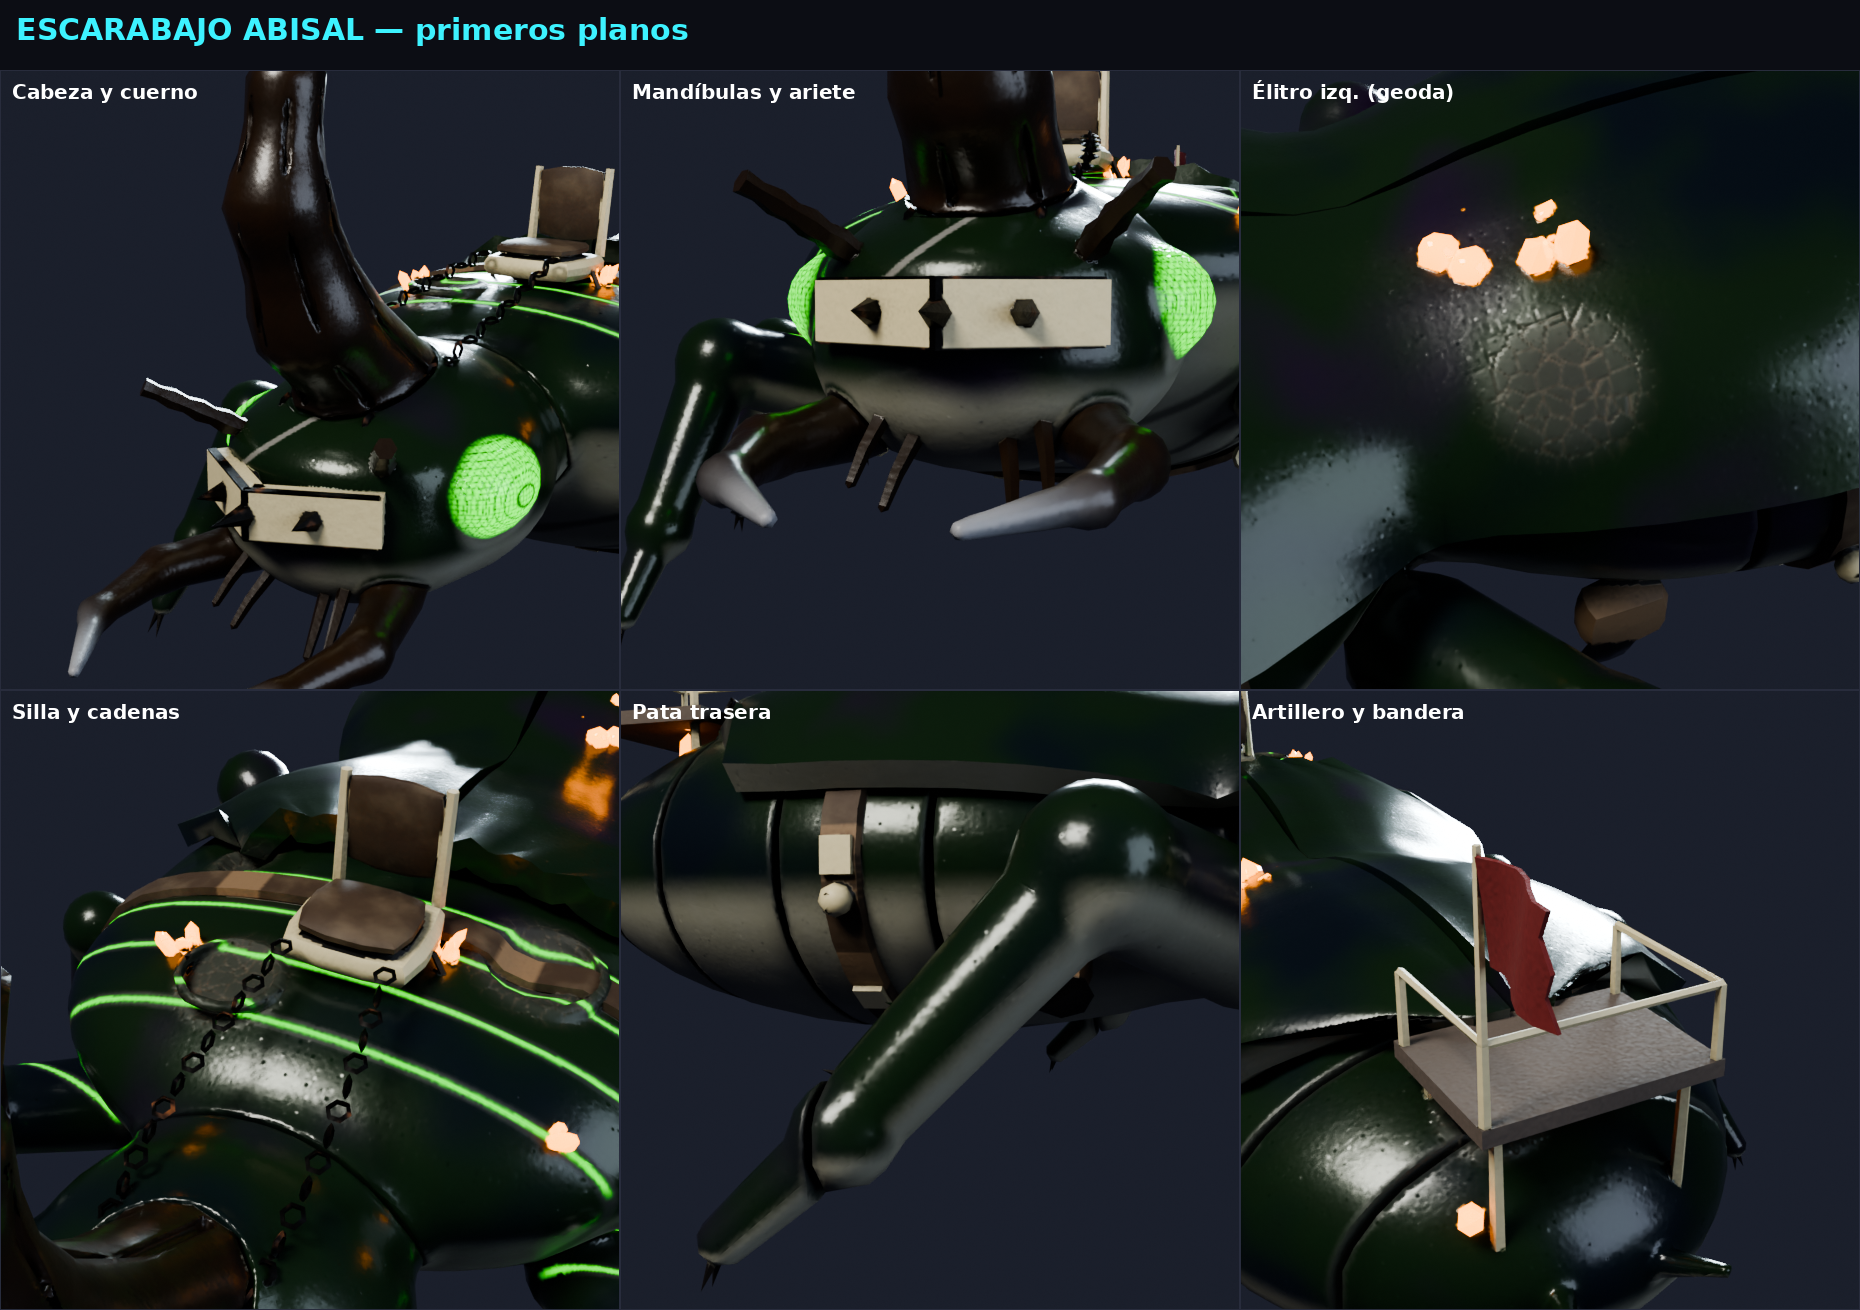 ESCARABAJO ABISAL — primeros planos
Cabeza y cuerno
Mandíbulas y ariete
Élitro izq. (geoda)
Silla y cadenas
Pata trasera
Artillero y bandera